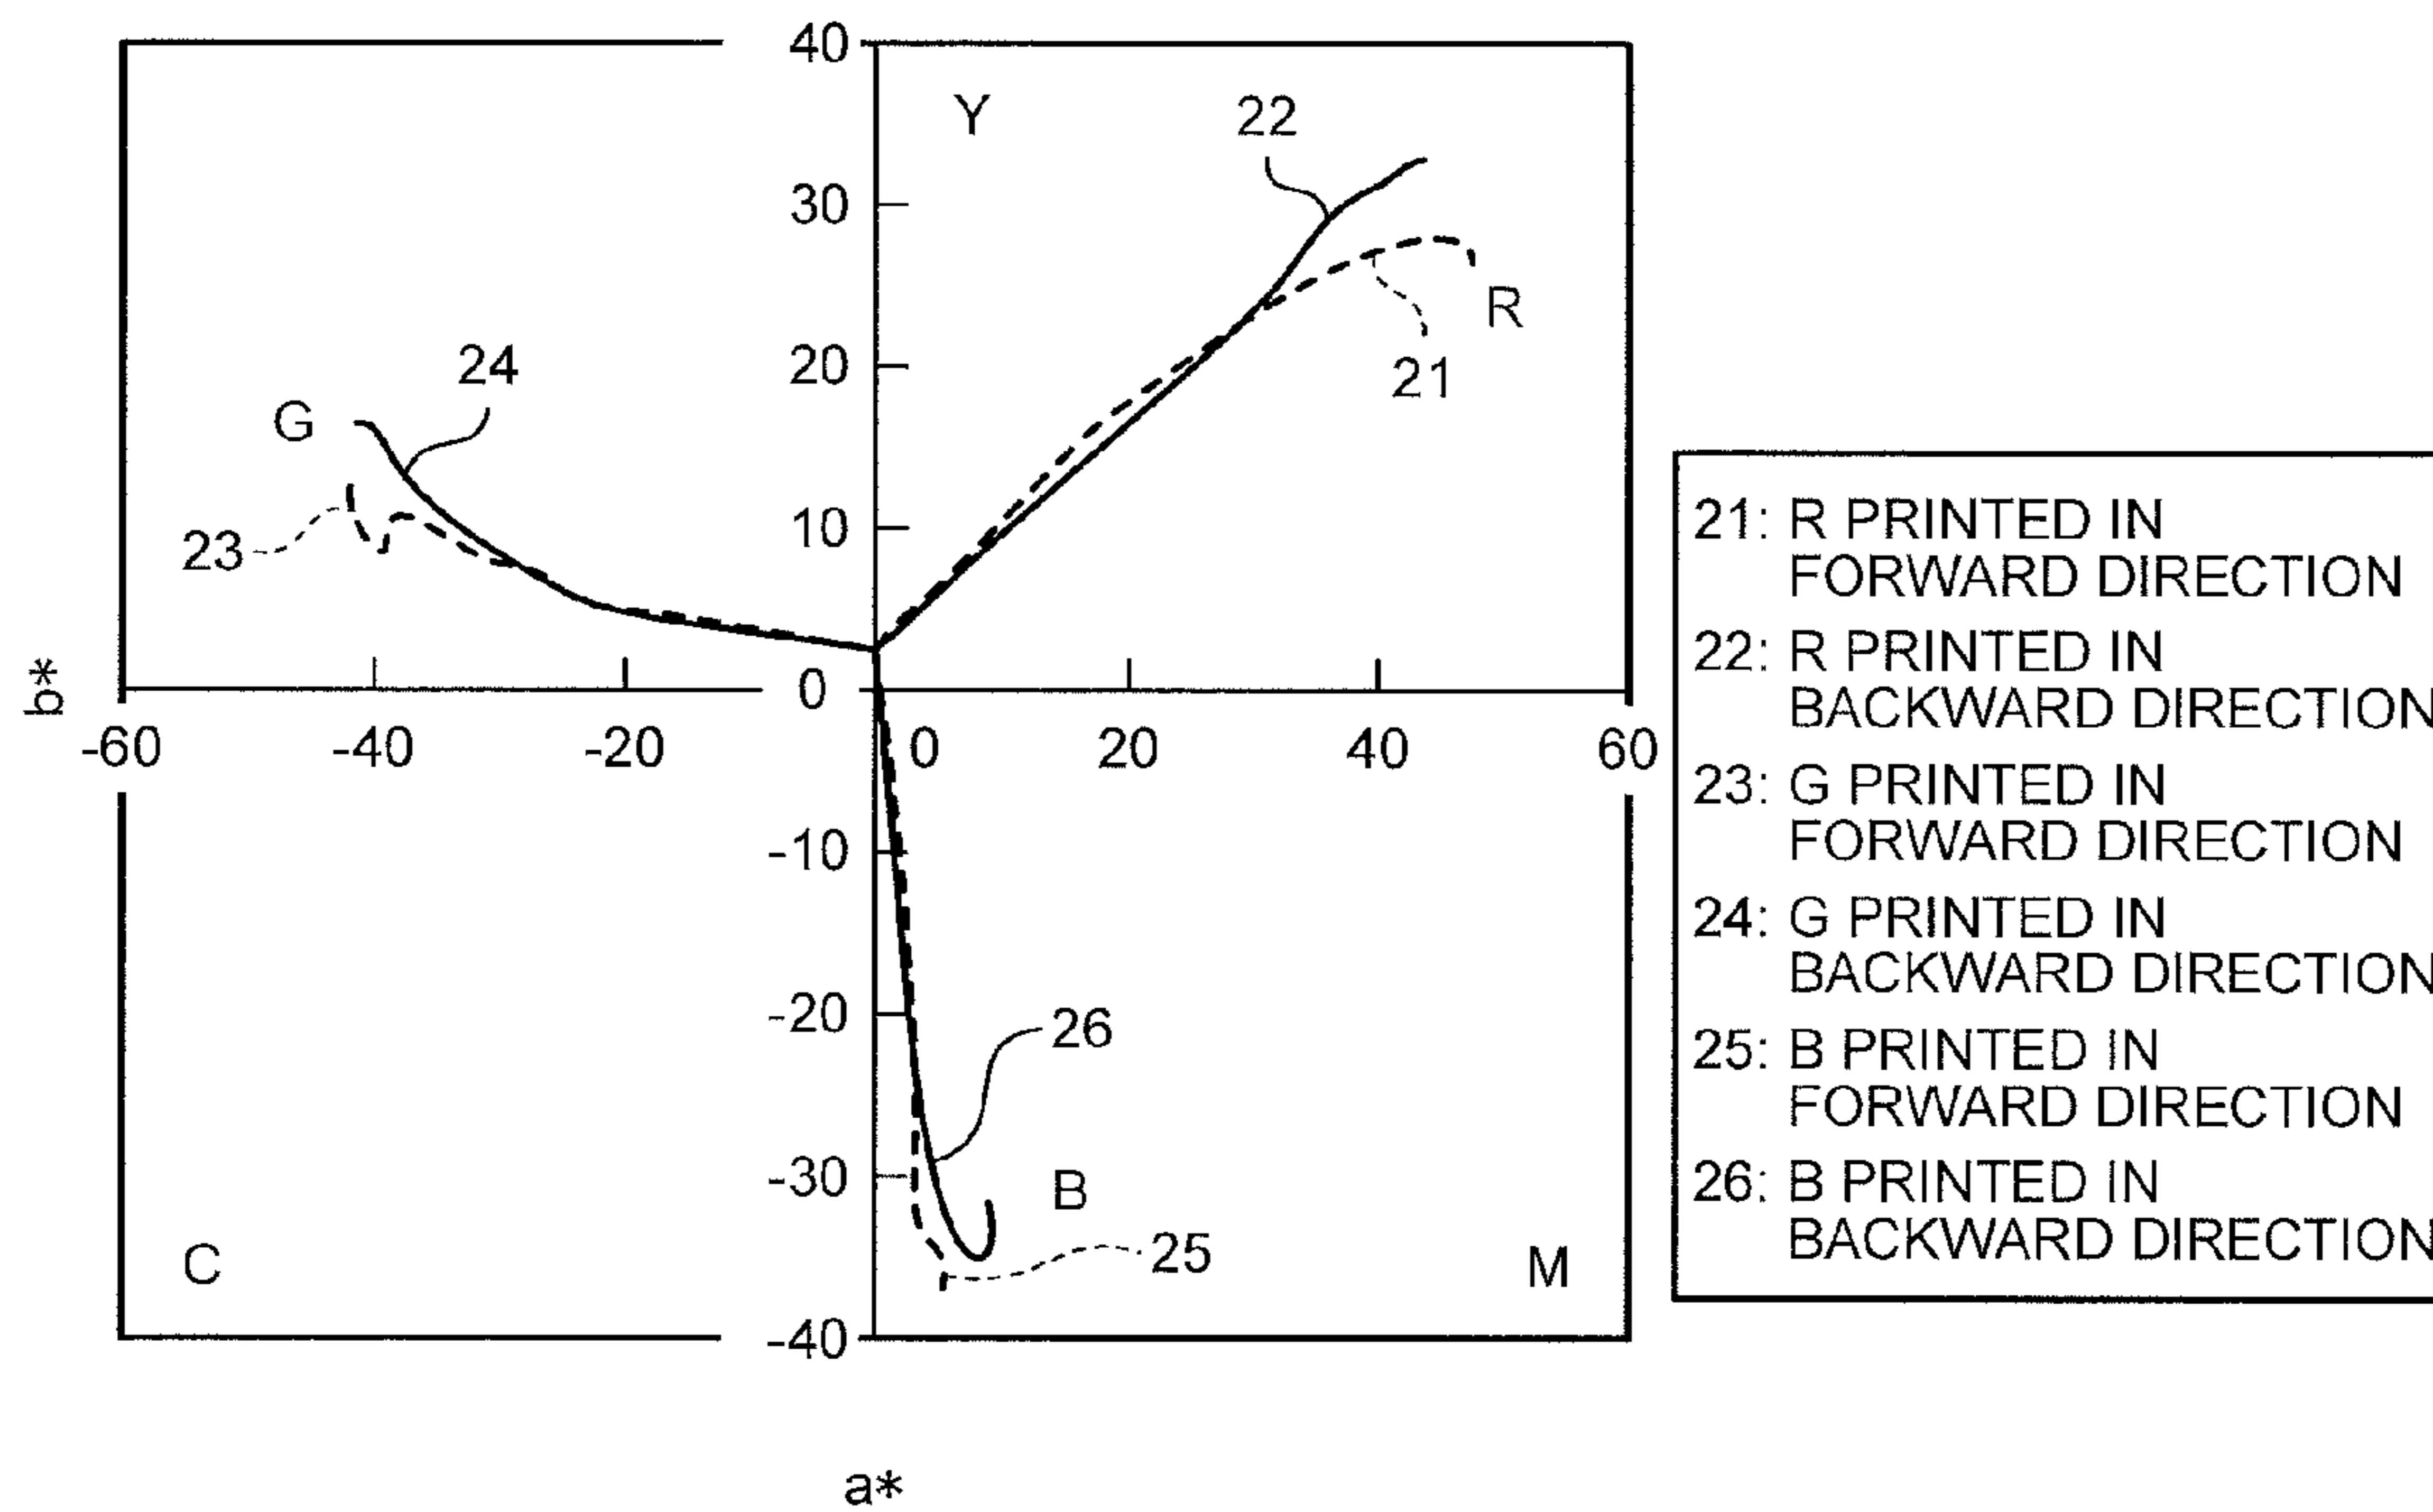 40
Y
22
30
R
20
21
24
G
10
23
0
b*
-60
-40
-20
0
20
40
60
-10
-20
26
-30
B
25
C
M
-40
a*
21: R PRINTED IN
FORWARD DIRECTION
22: R PRINTED IN
BACKWARD DIRECTION
23: G PRINTED IN
FORWARD DIRECTION
24: G PRINTED IN
BACKWARD DIRECTION
25: B PRINTED IN
FORWARD DIRECTION
26: B PRINTED IN
BACKWARD DIRECTION